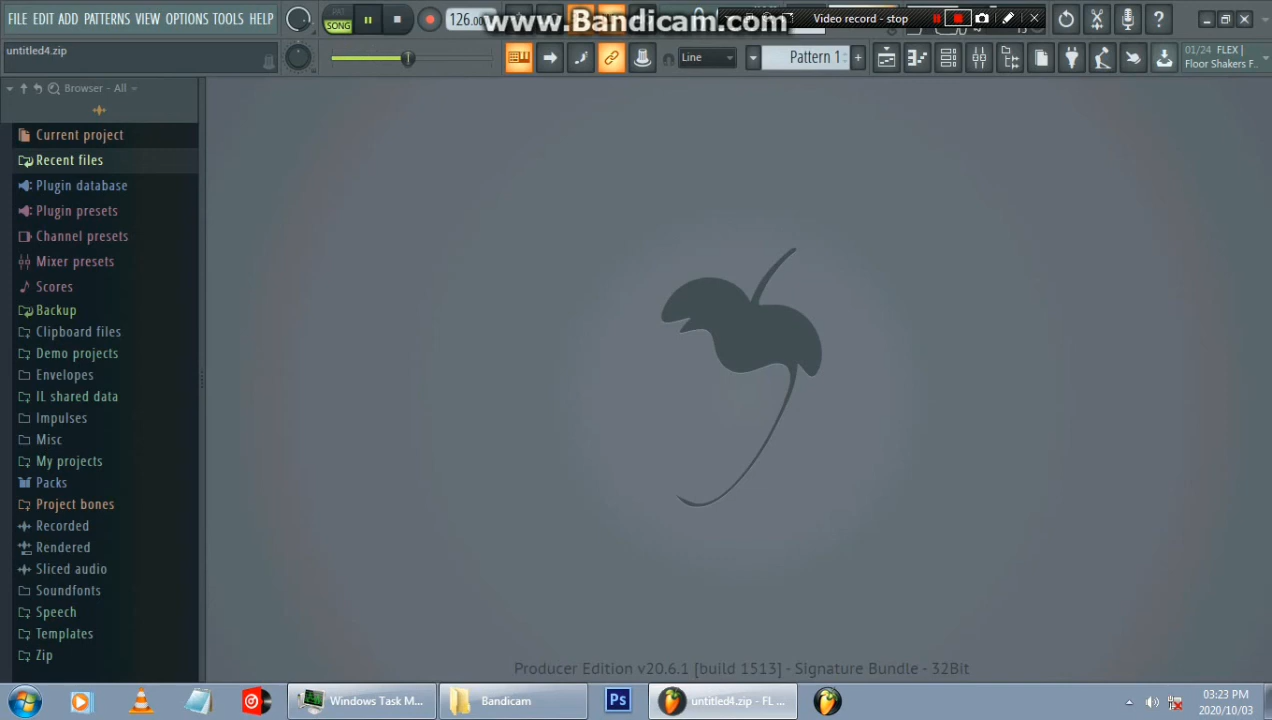 FILE EDIT ADD PATTERNS VIEW OPTIONS TOOLS HELP
PAT
SONG
126.00
www.Bandicam.com
Video record - stop
untitled4.zip
Line
Pattern 1
01/24 FLEX |
Floor Shakers F..
Browser - All
Current project
Recent files
Plugin database
Plugin presets
Channel presets
Mixer presets
Scores
Backup
Clipboard files
Demo projects
Envelopes
IL shared data
Impulses
Misc
My projects
Packs
Project bones
Recorded
Rendered
Sliced audio
Soundfonts
Speech
Templates
Zip
Producer Edition v20.6.1 [build 1513] - Signature Bundle - 32Bit
Windows Task M...
Bandicam
Ps
untitled4.zip - FL ...
03:23 PM
2020/10/03